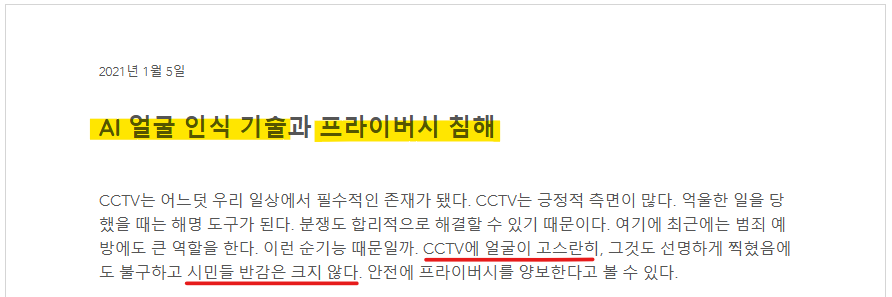 2021년 1월 5일
AI 얼굴 인식 기술과 프라이버시 침해
CCTV는 어느덧 우리 일상에서 필수적인 존재가 됐다. CCTV는 긍정적 측면이 많다. 억울한 일을 당
했을 때는 해명 도구가 된다. 분쟁도 합리적으로 해결할 수 있기 때문이다. 여기에 최근에는 범죄 예
방에도 큰 역할을 한다. 이런 순기능 때문일까. CCTV에 얼굴이 고스란히, 그것도 선명하게 찍혔음에
도 불구하고 시민들 반감은 크지 않다. 안전에 프라이버시를 양보한다고 볼 수 있다.